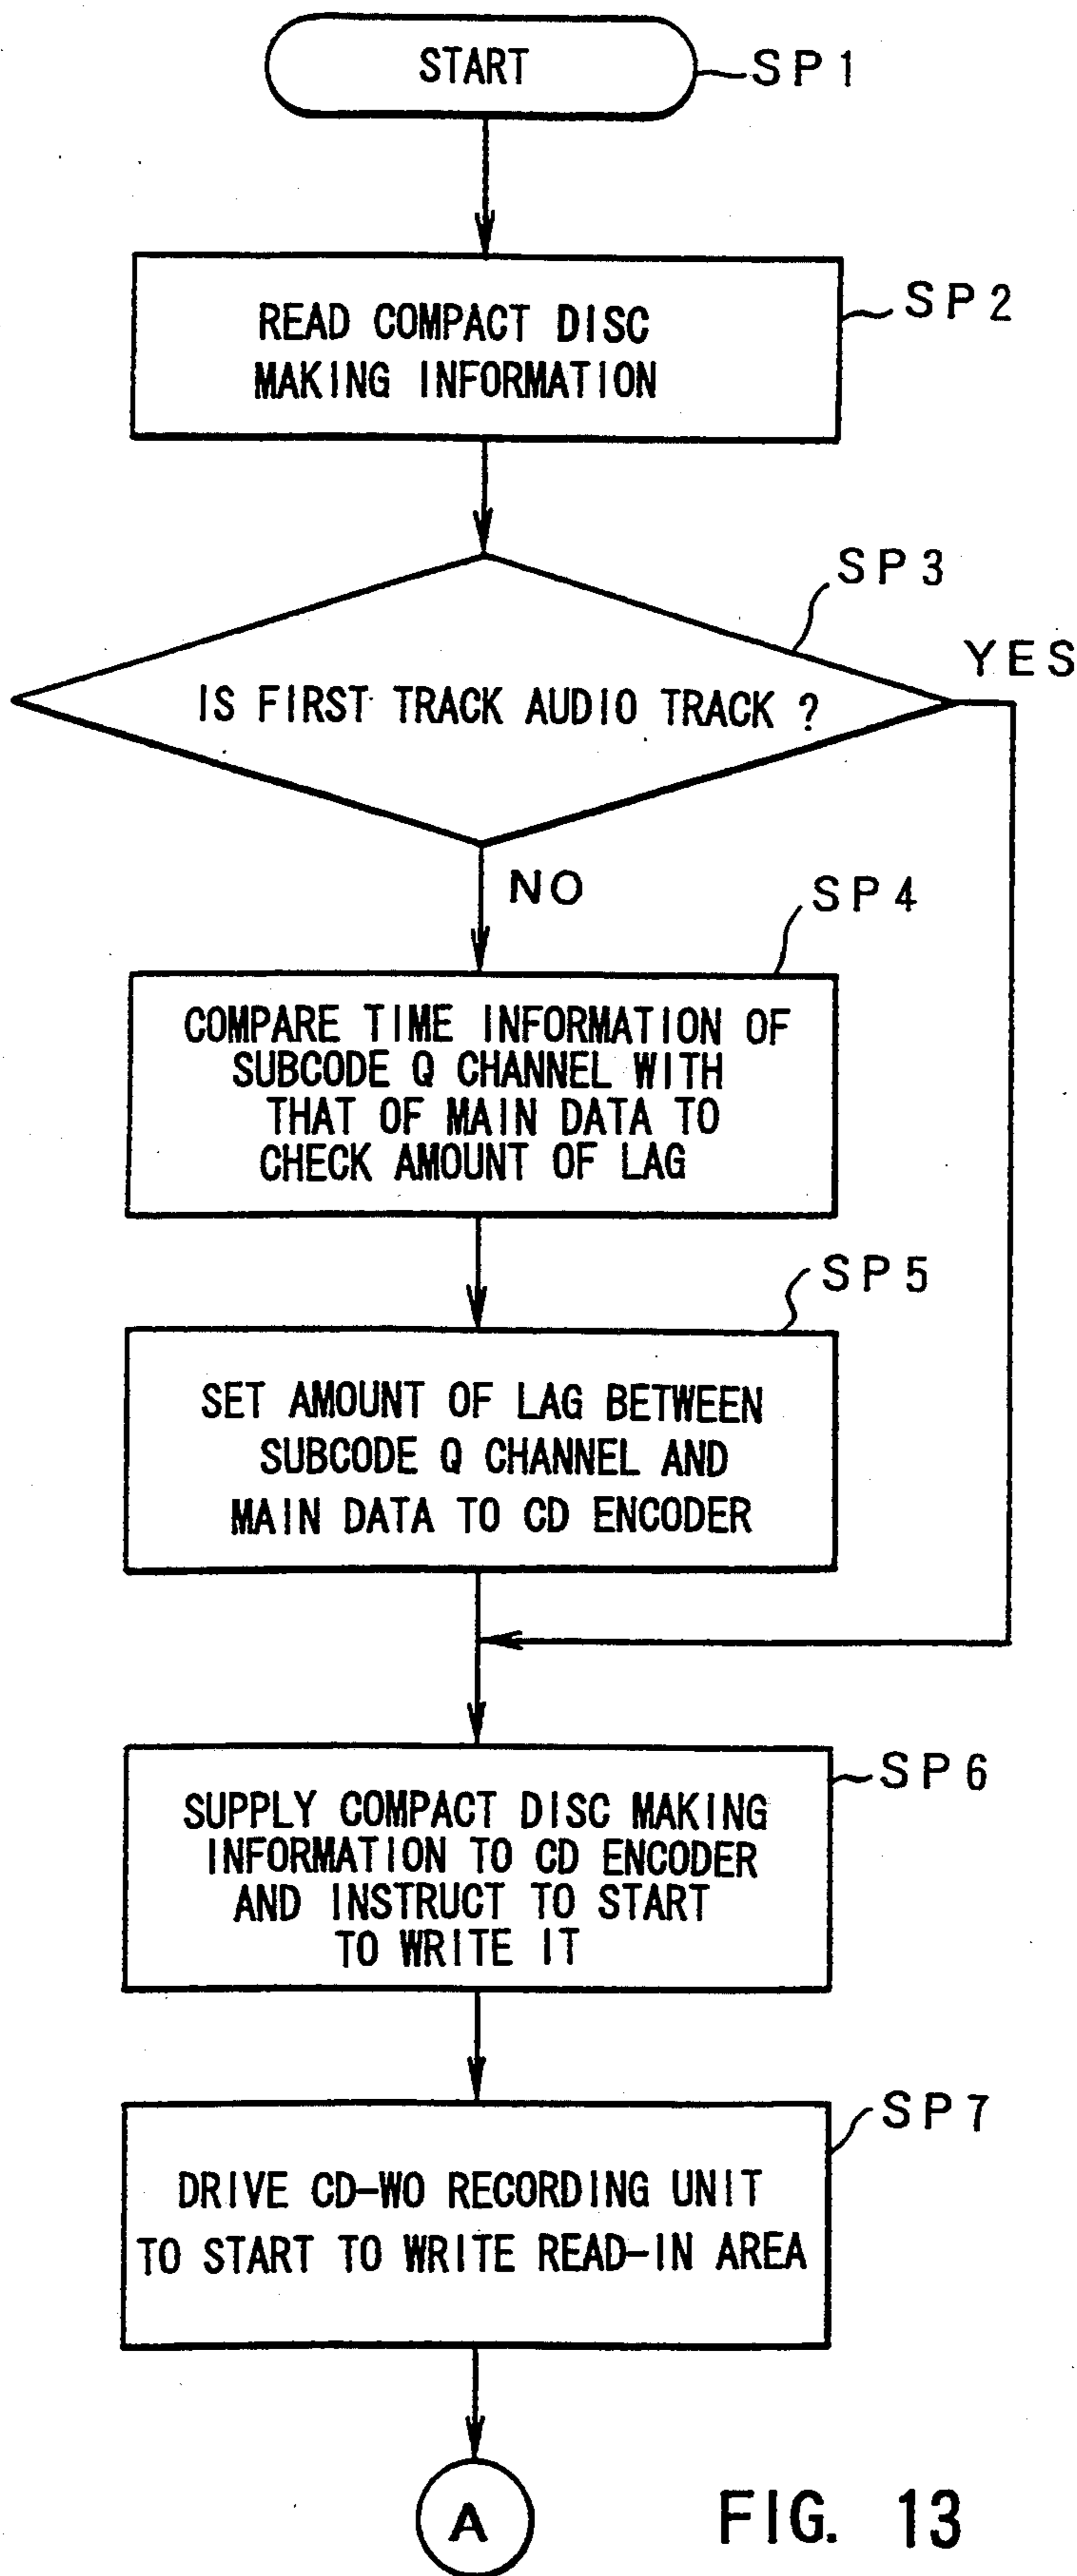 START
SP1
READ COMPACT DISC
MAKING INFORMATION
SP2
SP3
YES
IS FIRST TRACK AUDIO TRACK ?
NO
SP4
COMPARE TIME INFORMATION OF
SUBCODE Q CHANNEL WITH
THAT OF MAIN DATA TO
CHECK AMOUNT OF LAG
SP5
SET AMOUNT OF LAG BETWEEN
SUBCODE Q CHANNEL AND
MAIN DATA TO CD ENCODER
SP6
SUPPLY COMPACT DISC MAKING
INFORMATION TO CD ENCODER
AND INSTRUCT TO START
TO WRITE IT
SP7
DRIVE CD-WO RECORDING UNIT
TO START TO WRITE READ-IN AREA
A
FIG. 13